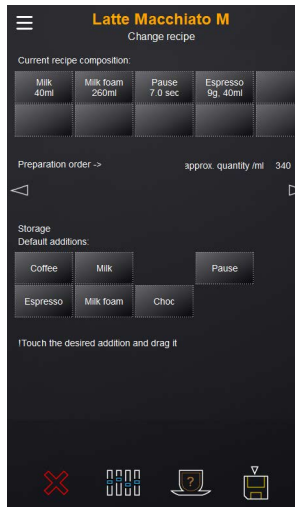 Latte Macchiato M
Change recipe
Current recipe composition:
Milk Milk foam Pause Espresso
40ml 260ml 7.0 sec 9g, 40ml
Preparation order -> approx. quantity /ml 340
Storage
Default additions:
Coffee Milk Pause
Espresso Milk foam Choc
!Touch the desired addition and drag it
?